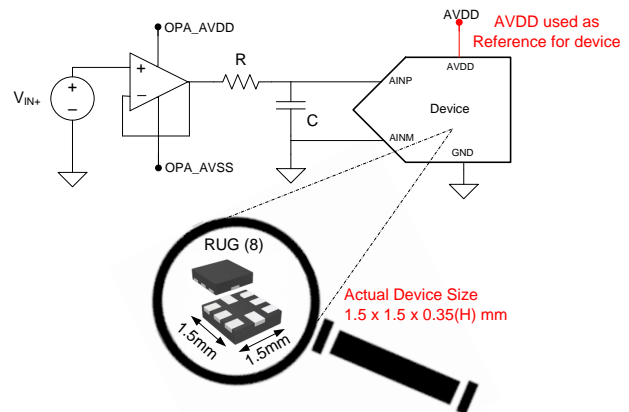 OPA_AVDD
AVDD
AVDD used as
Reference for device
R
AVDD
+
AINP
+
VIN+
−
Device
−
C
AINM
GND
OPA_AVSS
RUG (8)
Actual Device Size
1.5 x 1.5 x 0.35(H) mm
1.5mm
1.5mm